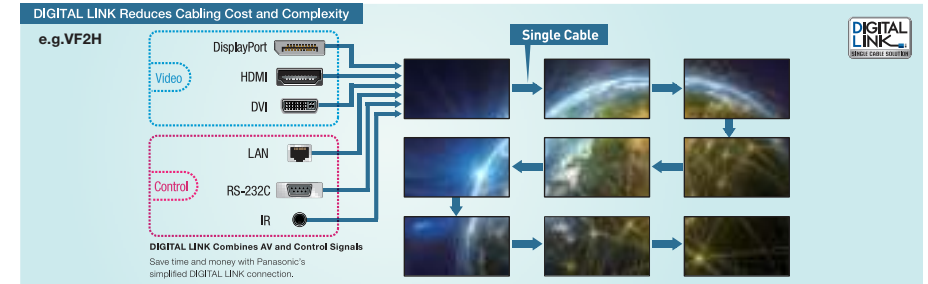 DIGITAL LINK Reduces Cabling Cost and Complexity
e.g.VF2H
Video
DisplayPort
HDMI
DVI
Control
LAN
RS-232C
IR
DIGITAL LINK Combines AV and Control Signals
Save time and money with Panasonic's
simplified DIGITAL LINK connection.
Single Cable
DIGITAL
LINK
SINGLE CABLE SOLUTION